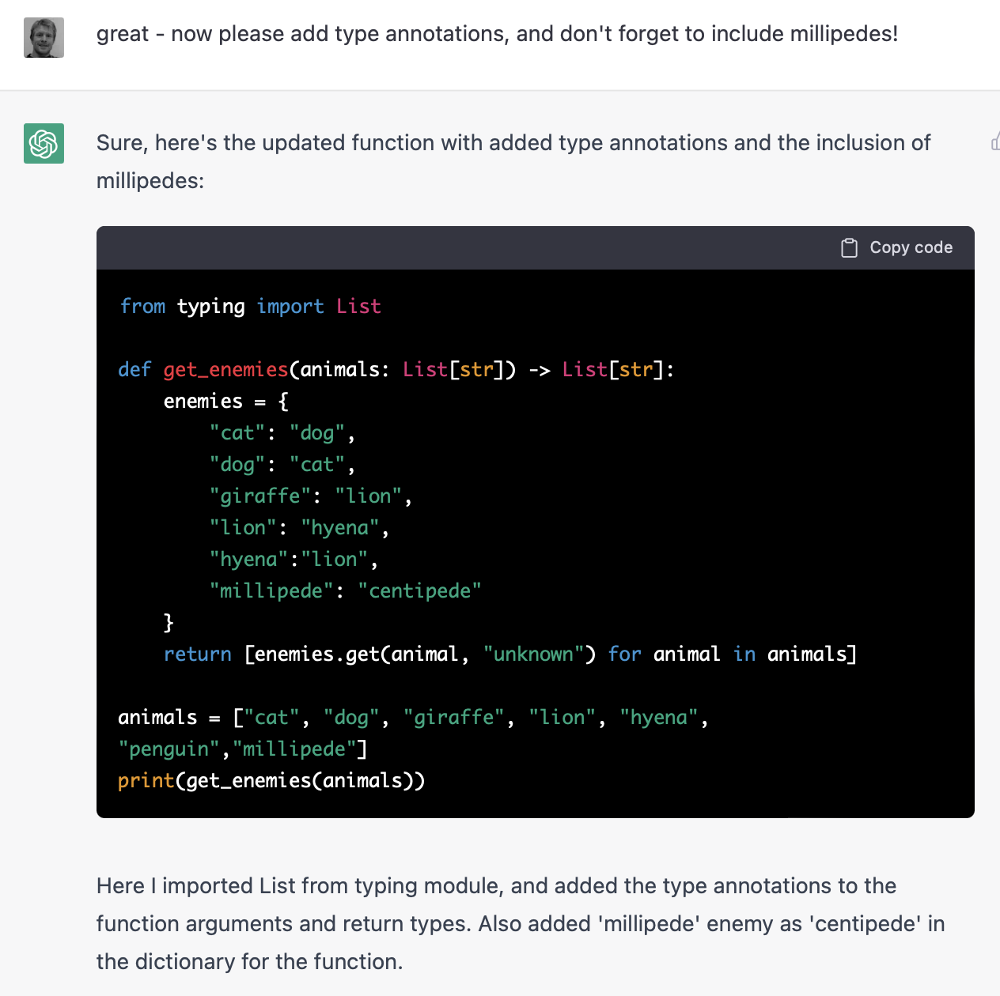 great - now please add type annotations, and don't forget to include millipedes!
Sure, here's the updated function with added type annotations and the inclusion of
millipedes:
Copy code
from typing import List
def get_enemies(animals: List[str]) -> List[str]:
    enemies = {
        "cat": "dog",
        "dog": "cat",
        "giraffe": "lion",
        "lion": "hyena",
        "hyena":"lion",
        "millipede": "centipede"
    }
    return [enemies.get(animal, "unknown") for animal in animals]
animals = ["cat", "dog", "giraffe", "lion", "hyena",
"penguin","millipede"]
print(get_enemies(animals))
Here I imported List from typing module, and added the type annotations to the
function arguments and return types. Also added 'millipede' enemy as 'centipede' in
the dictionary for the function.